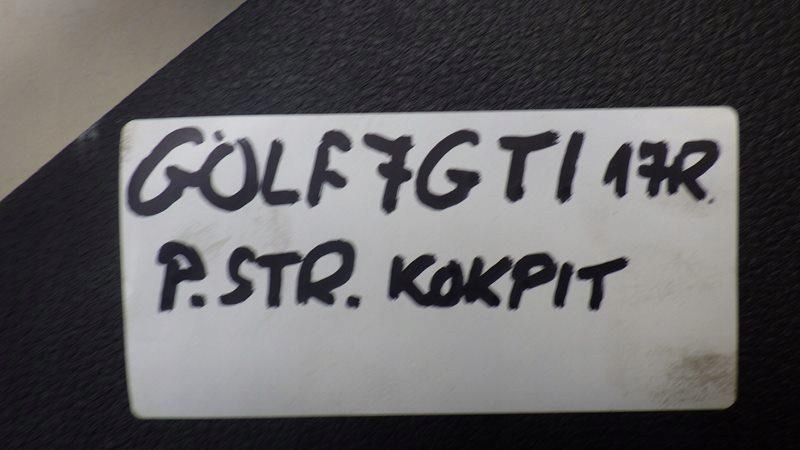 GOLF 7 GTI 17R.
P.STR. KOKPIT